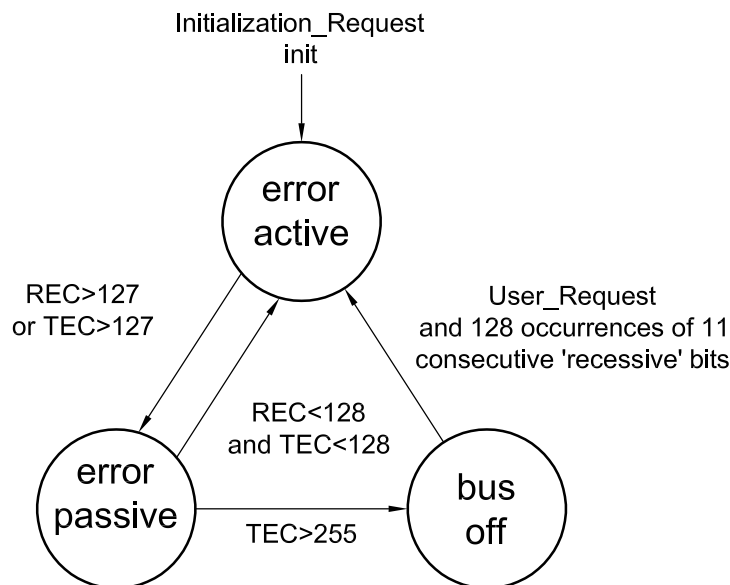 Initialization_Request
init
error
active
REC>127
or TEC>127
User_Request
and 128 occurrences of 11
consecutive 'recessive' bits
REC<128
and TEC<128
error
passive
bus
off
TEC>255